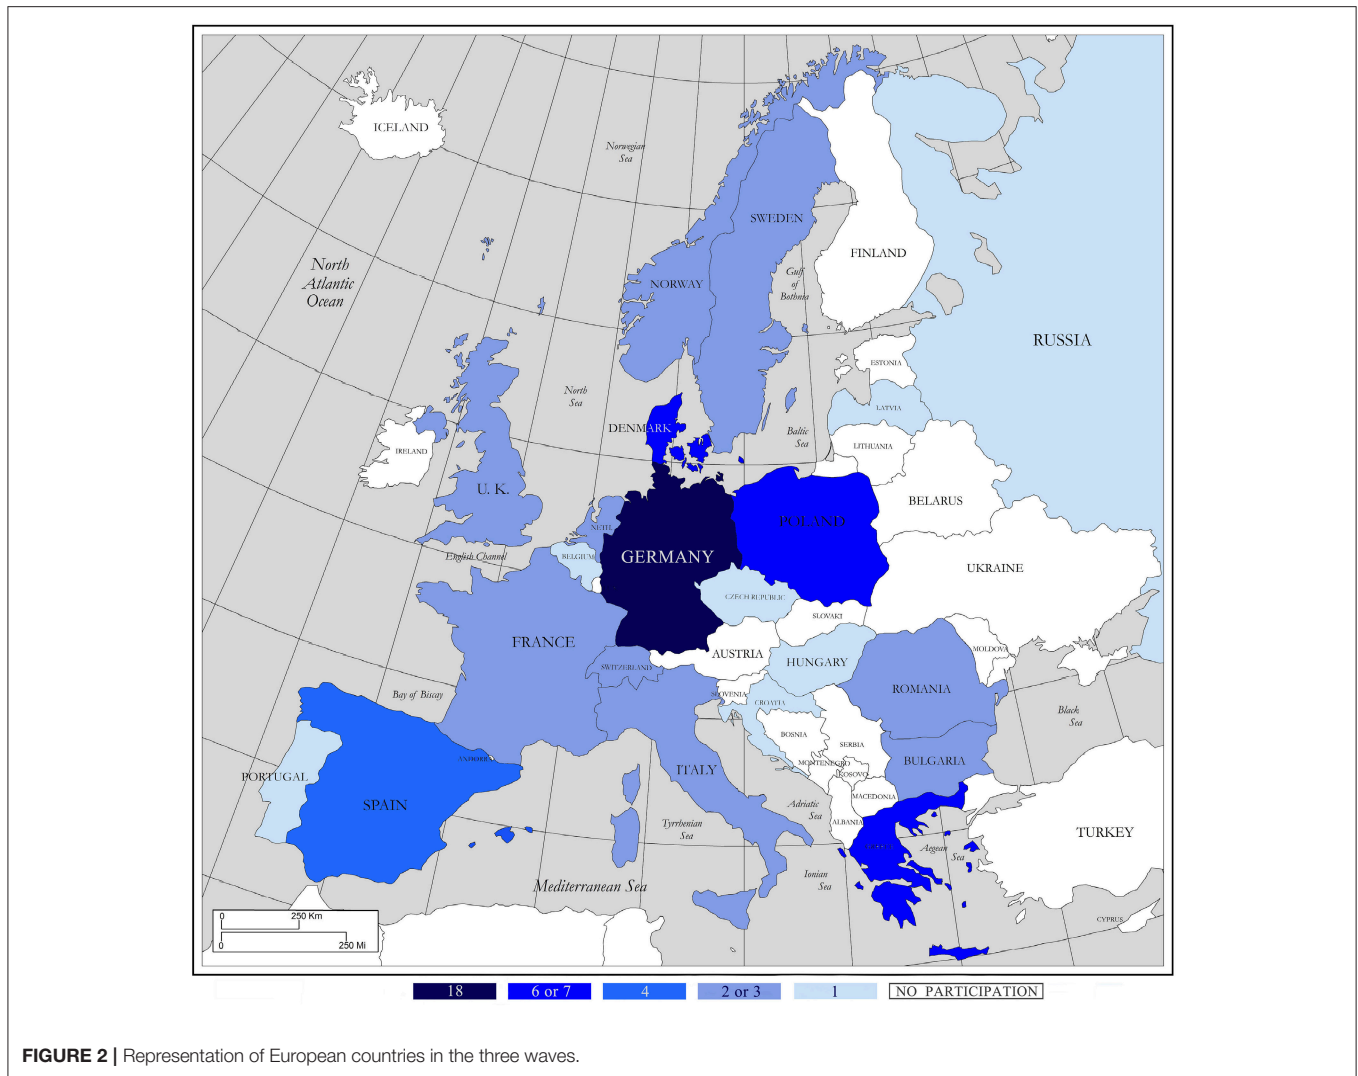 ICELAND
Norwegian
Sea
SWEDEN
FINLAND
North
Atlantic
Ocean
Gulf
of
Bothnia
NORWAY
RUSSIA
ESTONIA
North
Sea
LATVIA
DENMARK
Baltic
Sea
LITHUANIA
IRELAND
U. K.
BELARUS
POLAND
NETH.
English Channel
BELGIUM
GERMANY
UKRAINE
CZECH REPUBLIC
SLOVAKI
FRANCE
AUSTRIA
MOLDOVA
HUNGARY
SWITZERLAND
ROMANIA
Bay of Biscay
SLOVENIA
CROATIA
Black
Sea
BOSNIA
SERBIA
ANDORRA
MONTENEGRO
KOSOVO
BULGARIA
ITALY
PORTUGAL
MACEDONIA
SPAIN
Adriatic
Sea
ALBANIA
Tyrrhenian
Sea
TURKEY
GREECE
Aegean
Sea
Mediterranean Sea
Ionian
Sea
CYPRUS
0 250 Km
0 250 Mi
18 6 or 7 4 2 or 3 1 NO PARTICIPATION
FIGURE 2 | Representation of European countries in the three waves.